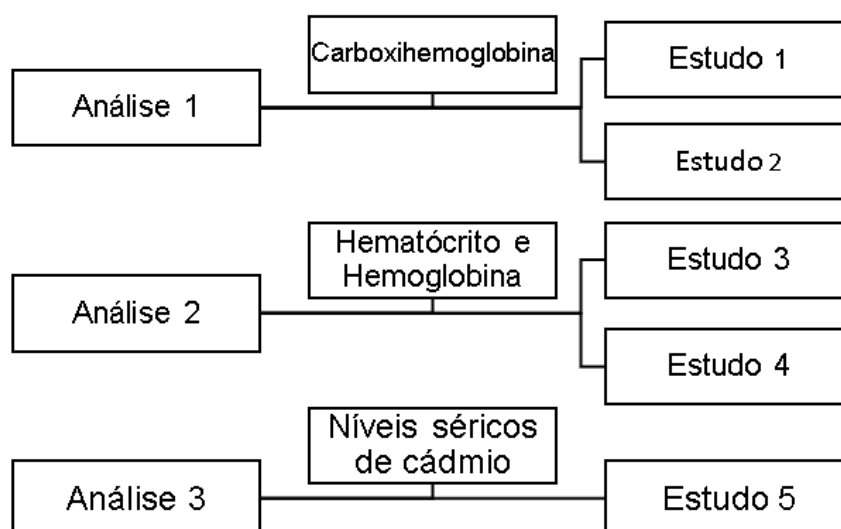 Carboxihemoglobina
Análise 1
Estudo 1
Estudo 2
Hematócrito e
Hemoglobina
Análise 2
Estudo 3
Estudo 4
Níveis séricos
de cádmio
Análise 3
Estudo 5